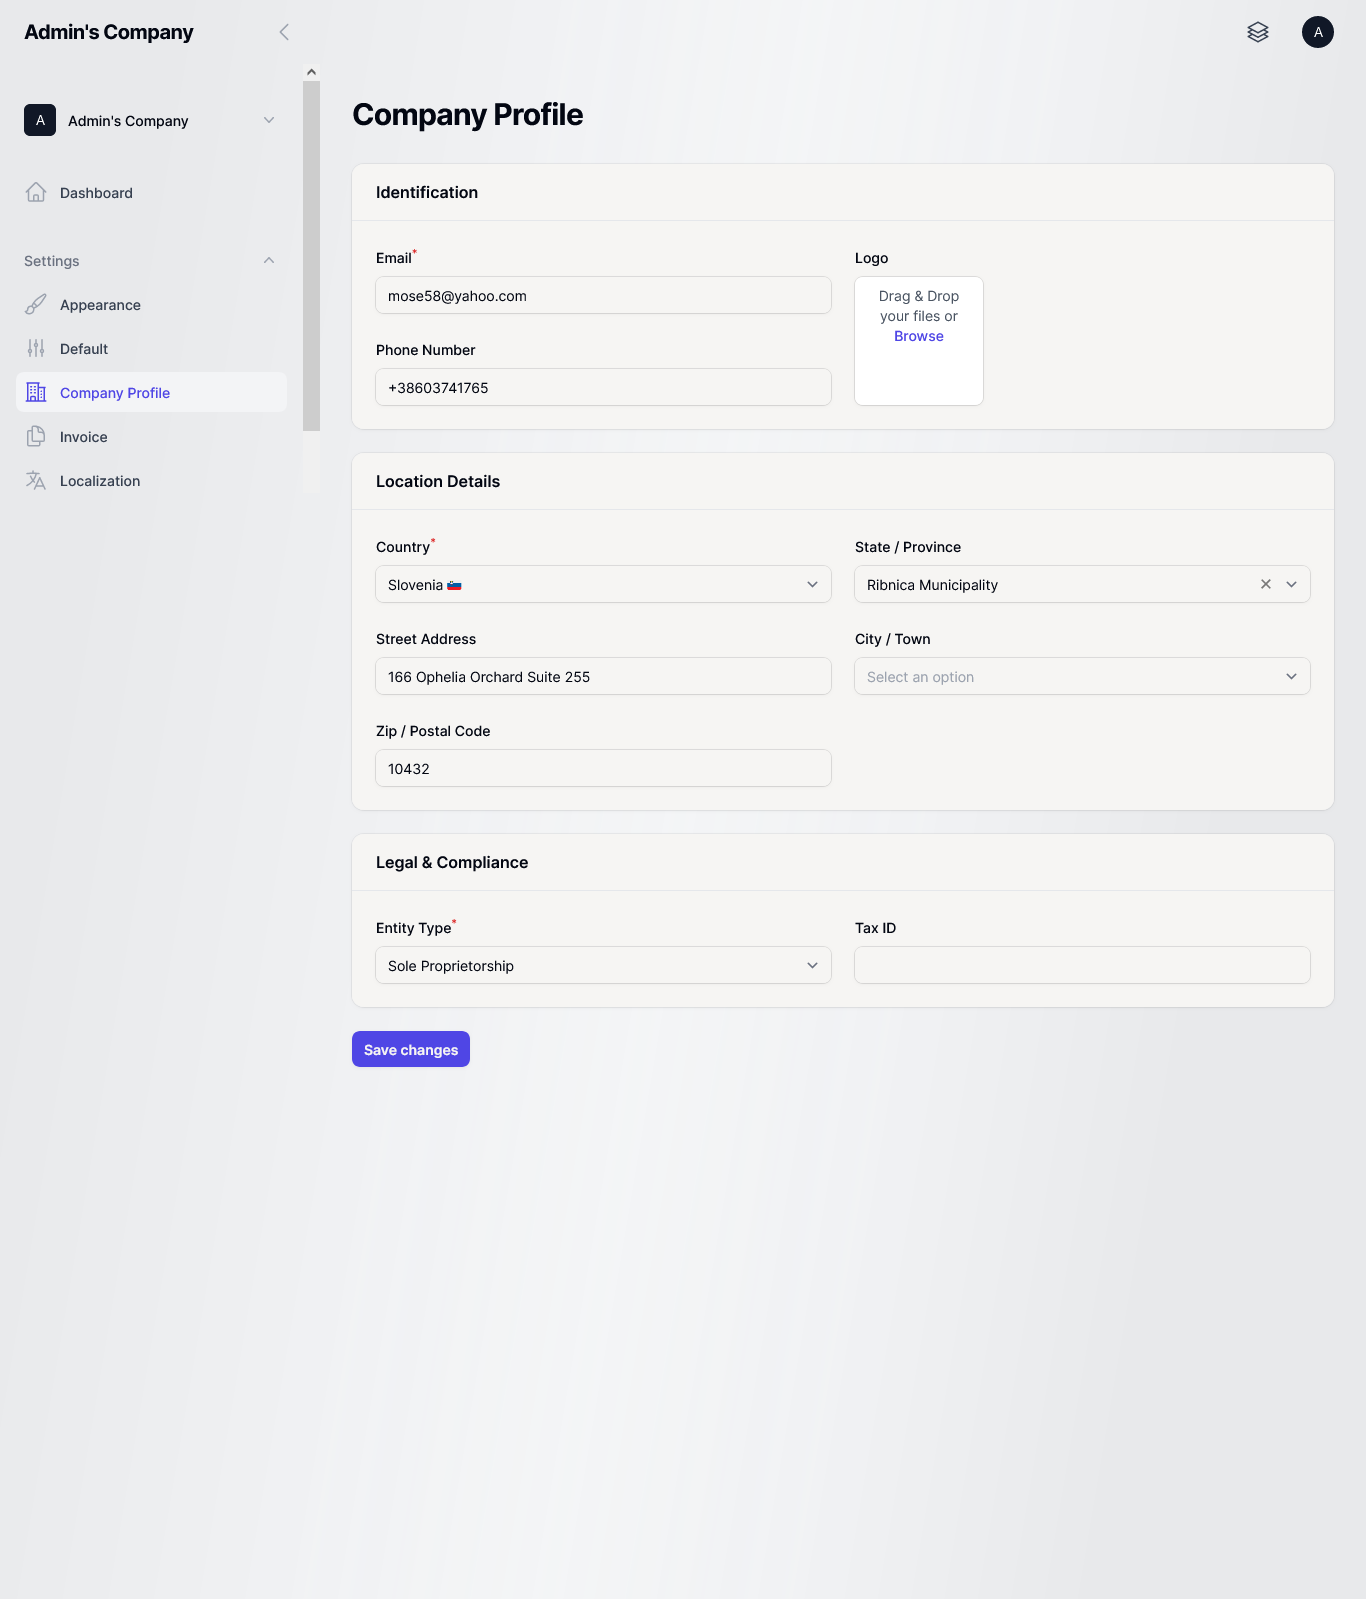 Admin's Company
A
A
Admin's Company
Dashboard
Settings
Appearance
Default
Company Profile
Invoice
Localization
Company Profile
Identification
Email*
mose58@yahoo.com
Logo
Drag & Drop
your files or
Browse
Phone Number
+38603741765
Location Details
Country*
Slovenia
State / Province
Ribnica Municipality
Street Address
166 Ophelia Orchard Suite 255
City / Town
Select an option
Zip / Postal Code
10432
Legal & Compliance
Entity Type*
Sole Proprietorship
Tax ID
Save changes